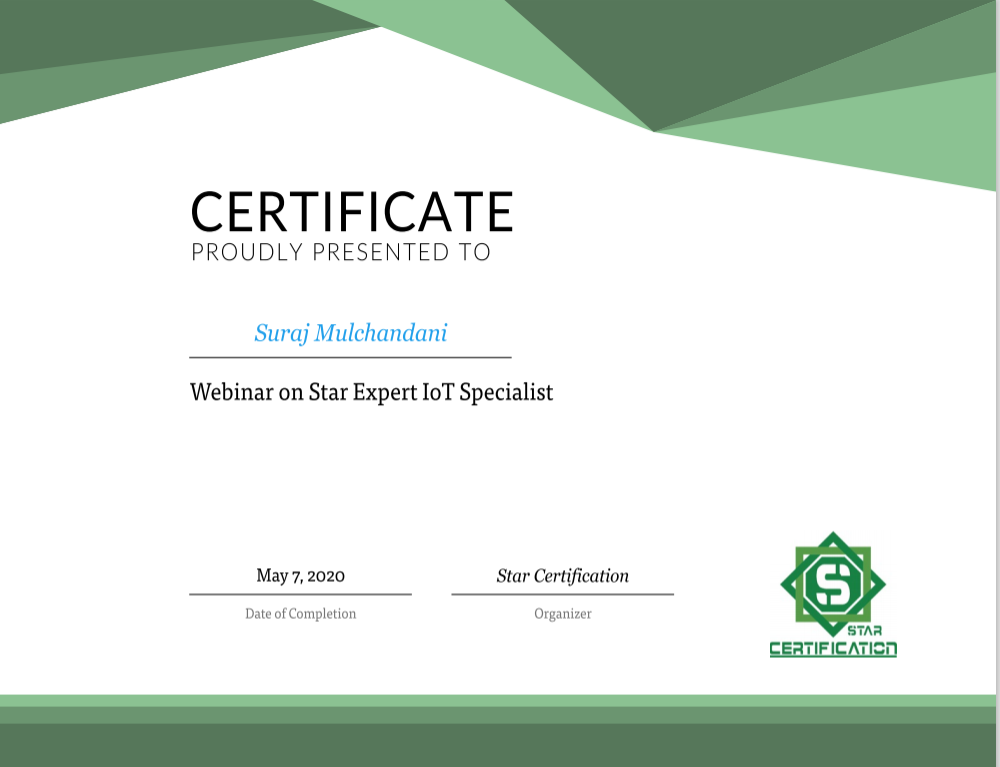 CERTIFICATE
PROUDLY PRESENTED TO
Suraj Mulchandani
Webinar on Star Expert IoT Specialist
May 7, 2020
Date of Completion
Star Certification
Organizer
S
STAR
CERTIFICATION